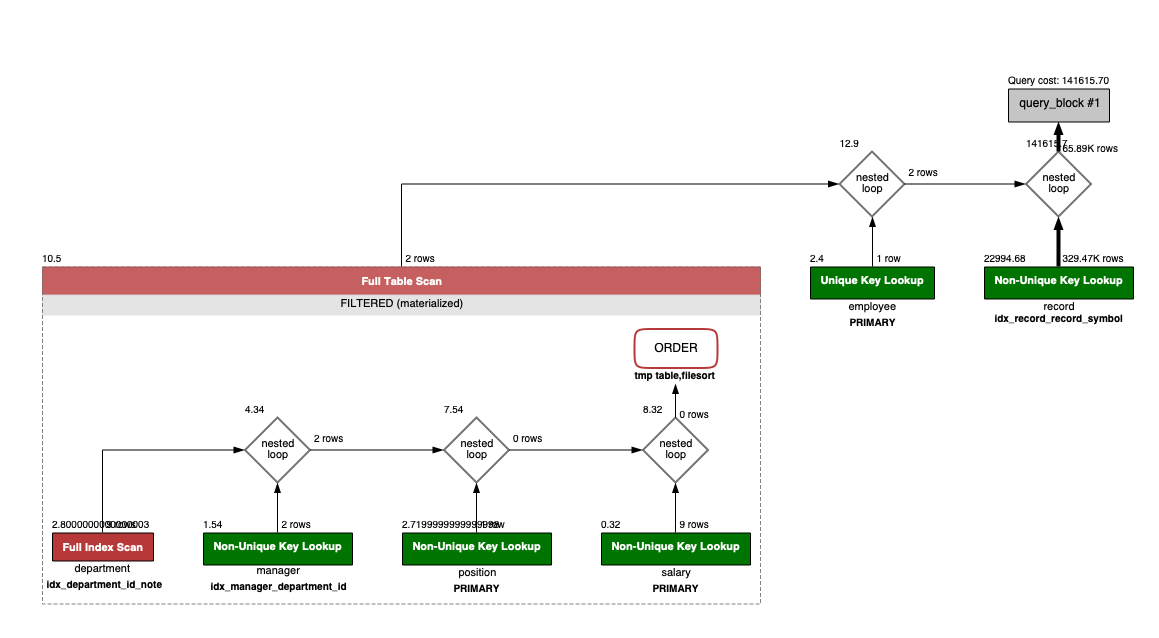 Query cost: 141615.70
query_block #1
12.9
141615.7
65.89K rows
nested
loop
2 rows
nested
loop
10.5
2 rows
2.4
1 row
22994.68
329.47K rows
Full Table Scan
Unique Key Lookup
Non-Unique Key Lookup
FILTERED (materialized)
employee
PRIMARY
record
idx_record_record_symbol
ORDER
tmp table,filesort
4.34
7.54
8.32
0 rows
nested
loop
2 rows
nested
loop
0 rows
nested
loop
2.8000000000000003
1.54
2 rows
2.7199999999999998
1 row
0.32
9 rows
Full Index Scan
Non-Unique Key Lookup
Non-Unique Key Lookup
Non-Unique Key Lookup
department
idx_department_id_note
manager
idx_manager_department_id
position
PRIMARY
salary
PRIMARY